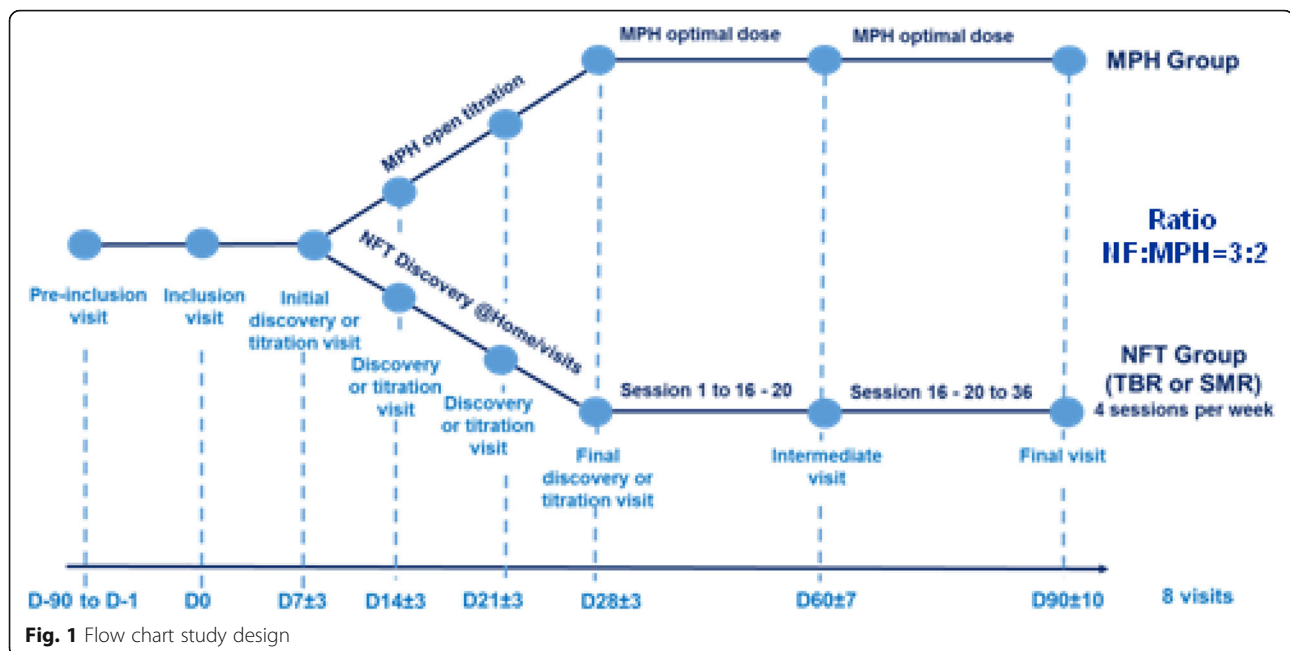 MPH optimal dose
MPH optimal dose
MPH Group
MPH open titration
Ratio
NF:MPH=3:2
NFT Discovery @Home/visits
Pre-inclusion
visit
Inclusion
visit
Initial
discovery or
titration visit
Discovery
or titration
visit
Discovery
or titration
visit
Final
discovery or
titration visit
Session 1 to 16 - 20
Session 16 - 20 to 36
NFT Group
(TBR or SMR)
4 sessions per week
Intermediate
visit
Final visit
D-90 to D-1
D0
D7±3
D14±3
D21±3
D28±3
D60±7
D90±10
8 visits
Fig. 1 Flow chart study design